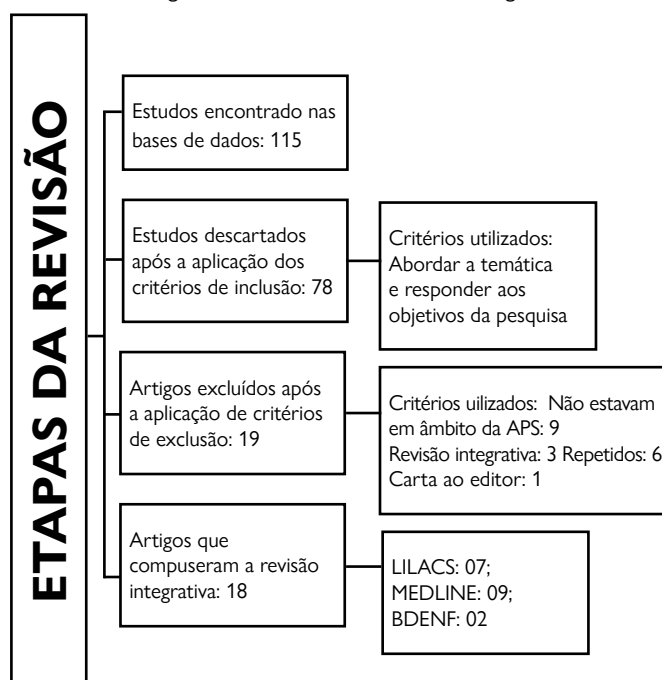 ETAPAS DA REVISÃO
Estudos encontrado nas
bases de dados: 115
Estudos descartados
após a aplicação dos
critérios de inclusão: 78
Critérios utilizados:
Abordar a temática
e responder aos
objetivos da pesquisa
Artigos excluídos após
a aplicação de critérios
de exclusão: 19
Critérios uilizados: Não estavam
em âmbito da APS: 9
Revisão integrativa: 3 Repetidos: 6
Carta ao editor: 1
Artigos que
compuseram a revisão
integrativa: 18
LILACS: 07;
MEDLINE: 09;
BDENF: 02